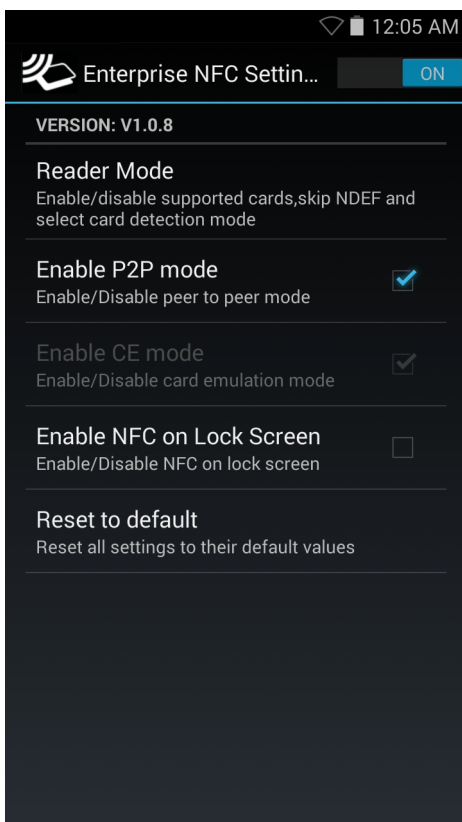 12:05 AM
Enterprise NFC Settin...
ON
VERSION: V1.0.8
Reader Mode
Enable/disable supported cards,skip NDEF and
select card detection mode
Enable P2P mode
Enable/Disable peer to peer mode
Enable CE mode
Enable/Disable card emulation mode
Enable NFC on Lock Screen
Enable/Disable NFC on lock screen
Reset to default
Reset all settings to their default values